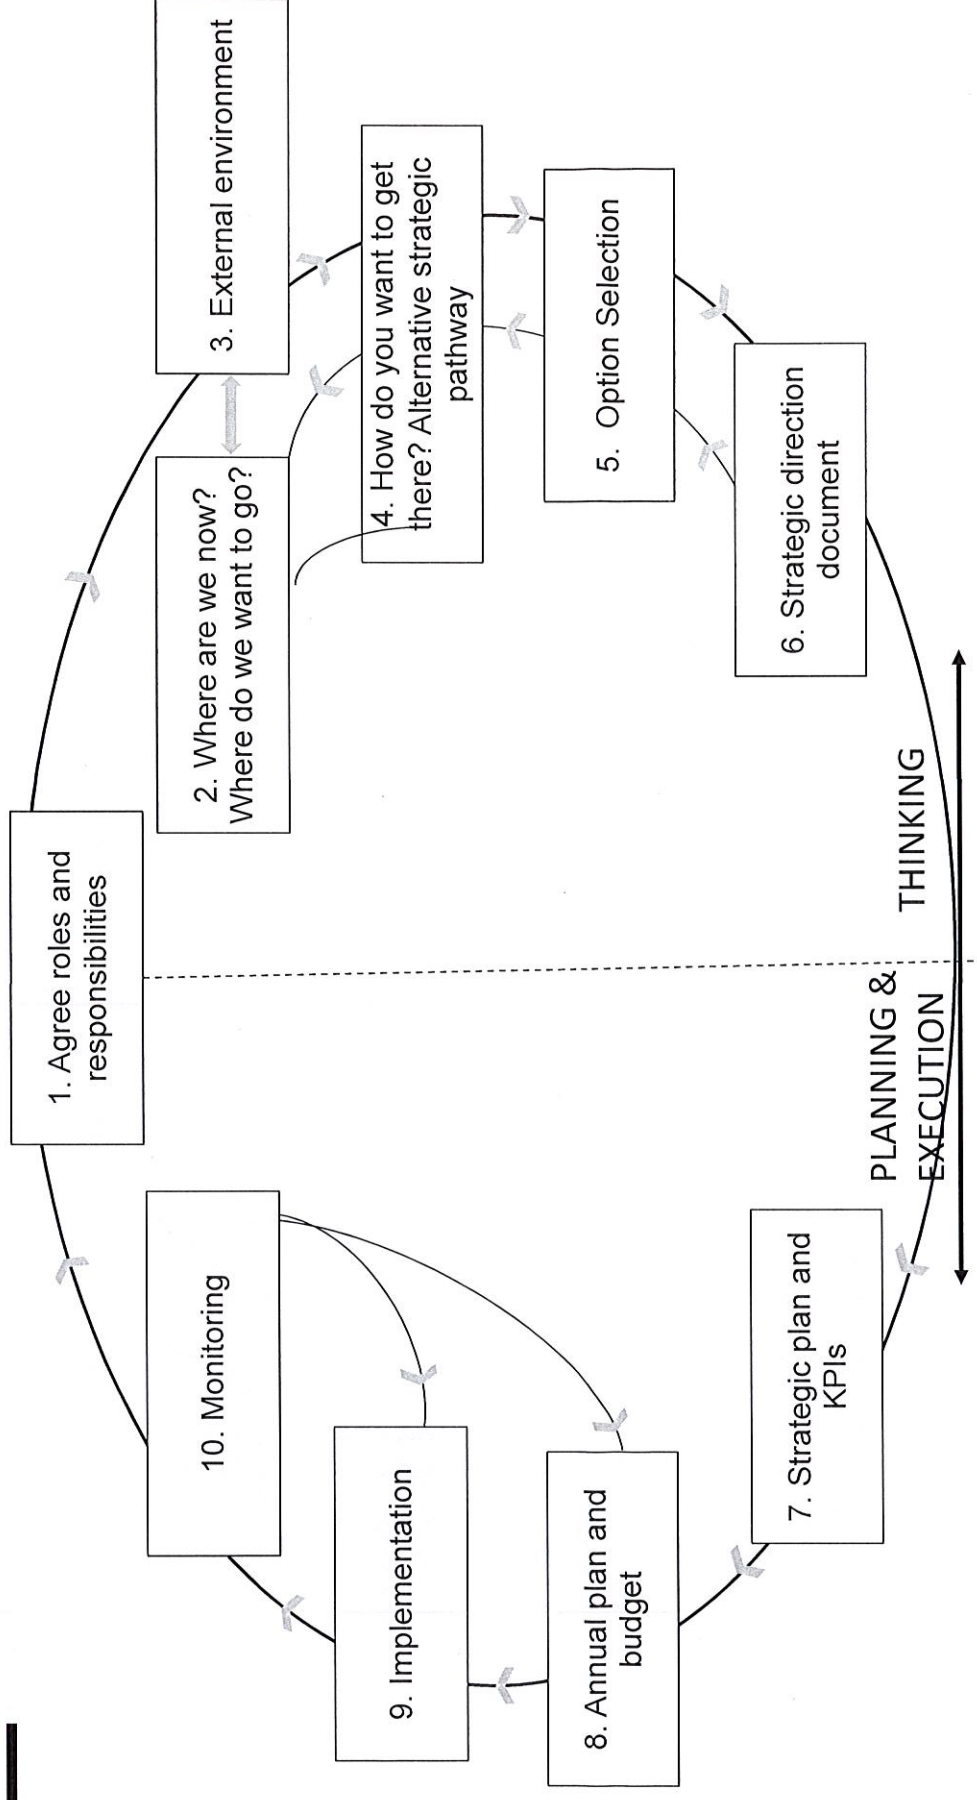 1. Agree roles and
responsibilities
2. Where are we now?
Where do we want to go?
3. External environment
4. How do you want to get
there? Alternative strategic
pathway
5. Option Selection
6. Strategic direction
document
THINKING
PLANNING &
EXECUTION
7. Strategic plan and
KPIs
8. Annual plan and
budget
9. Implementation
10. Monitoring